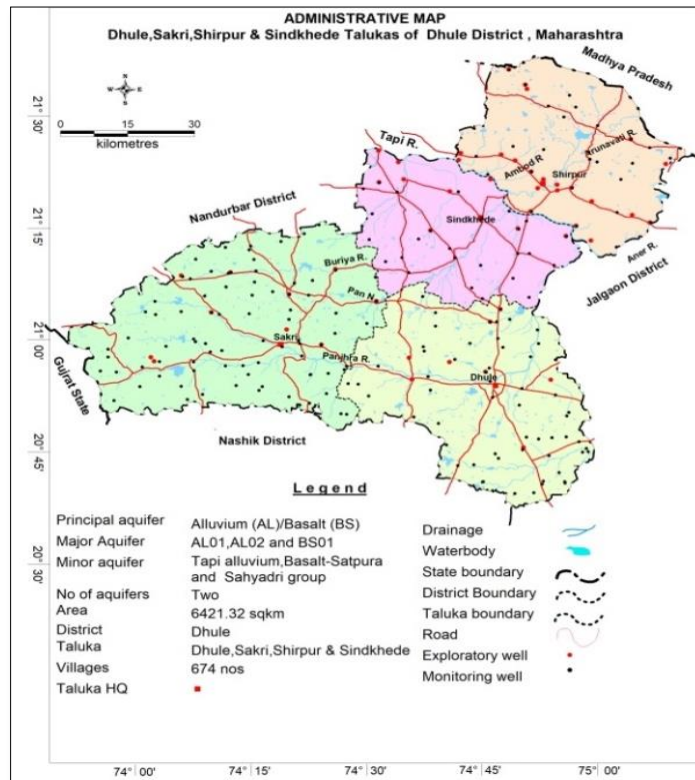 ADMINISTRATIVE MAP
Dhule,Sakri,Shirpur & Sindkhede Talukas of Dhule District , Maharashtra
Madhya Pradesh
N
W E
S
21° 30'
0 15 30
kilometres
Tapi R.
Arunavati R.
Ambod R
Shirpur
Nandurbar District
21° 15'
Sindkhede
Aner R.
Buriya R.
Jalgaon District
Pan N.
21° 00'
Sakri
Panjhra R.
Gujrat State
Dhule
Nashik District
20° 45'
Legend
Principal aquifer Alluvium (AL)/Basalt (BS)
Major Aquifer AL01,AL02 and BS01
Minor aquifer Tapi alluvium,Basalt-Satpura
and Sahyadri group
No of aquifers Two
Area 6421.32 sqkm
District Dhule
Taluka Dhule,Sakri,Shirpur & Sindkhede
Villages 674 nos
Taluka HQ
20° 30'
Drainage
Waterbody
State boundary
District Boundary
Taluka boundary
Road
Exploratory well
Monitoring well
74° 00' 74° 15' 74° 30' 74° 45' 75° 00'